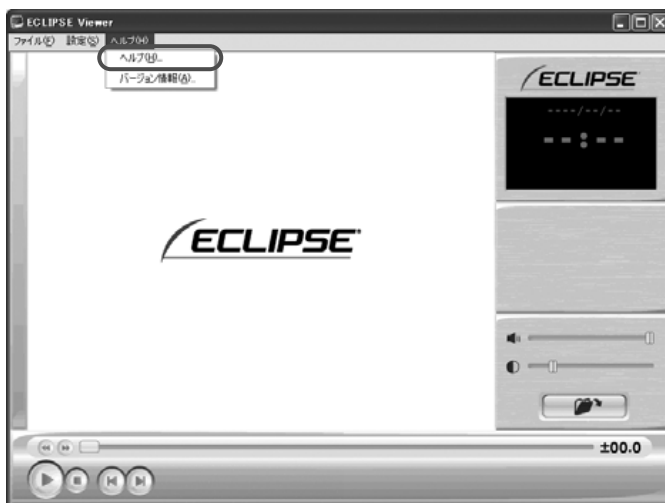 ECLIPSE Viewer
ファイル(F) 設定(S) ヘルプ(H)
ヘルプ(H)...
バージョン情報(A)...
ECLIPSE
----/--/--
--:--
ECLIPSE
±00.0